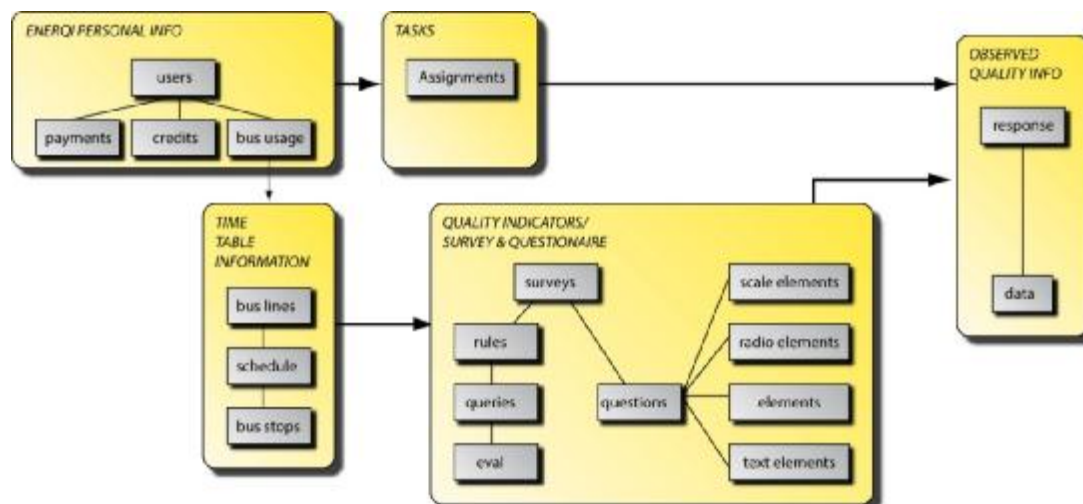 ENERQI PERSONAL INFO
users
payments
credits
bus usage
TASKS
Assignments
OBSERVED
QUALITY INFO
response
data
TIME
TABLE
INFORMATION
bus lines
schedule
bus stops
QUALITY INDICATORS/
SURVEY & QUESTIONAIRE
surveys
rules
queries
eval
questions
scale elements
radio elements
elements
text elements